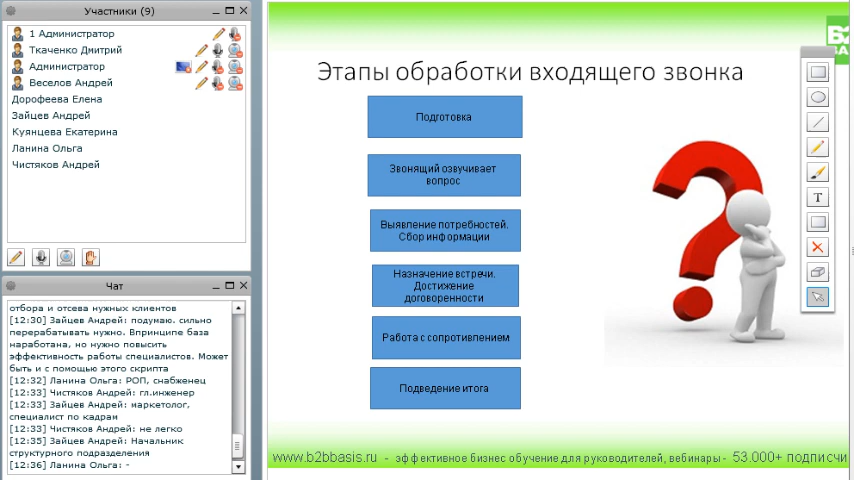 Участники (9)
1 Администратор
Ткаченко Дмитрий
Администратор
Веселов Андрей
Дорофеева Елена
Зайцев Андрей
Куянцева Екатерина
Ланина Ольга
Чистяков Андрей
Чат
отбора и отсева нужных клиентов
[12:30] Зайцев Андрей: подумаю. сильно
перерабатывать нужно. Впринципе база
наработана, но нужно повысить
эффективность работы специалистов. Может
быть и с помощью этого скрипта
[12:32] Ланина Ольга: РОП, снабженец
[12:33] Чистяков Андрей: гл.инженер
[12:33] Зайцев Андрей: маркетолог,
специалист по кадрам
[12:33] Чистяков Андрей: не легко
[12:35] Зайцев Андрей: Начальник
структурного подразделения
[12:36] Ланина Ольга: -
Этапы обработки входящего звонка
Подготовка
Звонящий озвучивает
вопрос
Выявление потребностей.
Сбор информации
Назначение встречи.
Достижение
договоренности
Работа с сопротивлением
Подведение итога
T
www.b2bbasis.ru - эффективное бизнес обучение для руководителей, вебинары - 53.000+ подписчи